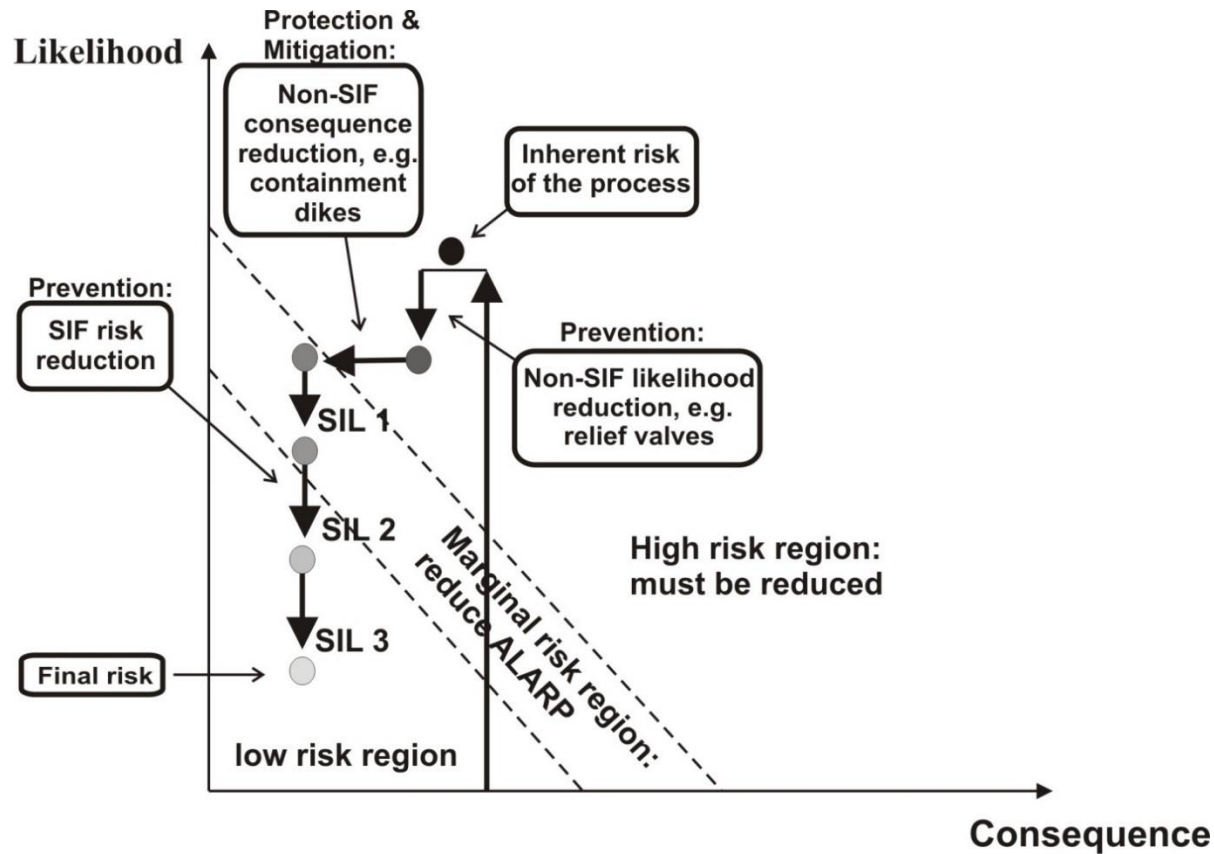 Likelihood
Protection &
Mitigation:
Non-SIF
consequence
reduction, e.g.
containment
dikes
Inherent risk
of the process
Prevention:
SIF risk
reduction
Prevention:
Non-SIF likelihood
reduction, e.g.
relief valves
SIL 1
SIL 2
SIL 3
Marginal risk region:
reduce ALARP
High risk region:
must be reduced
Final risk
low risk region
Consequence